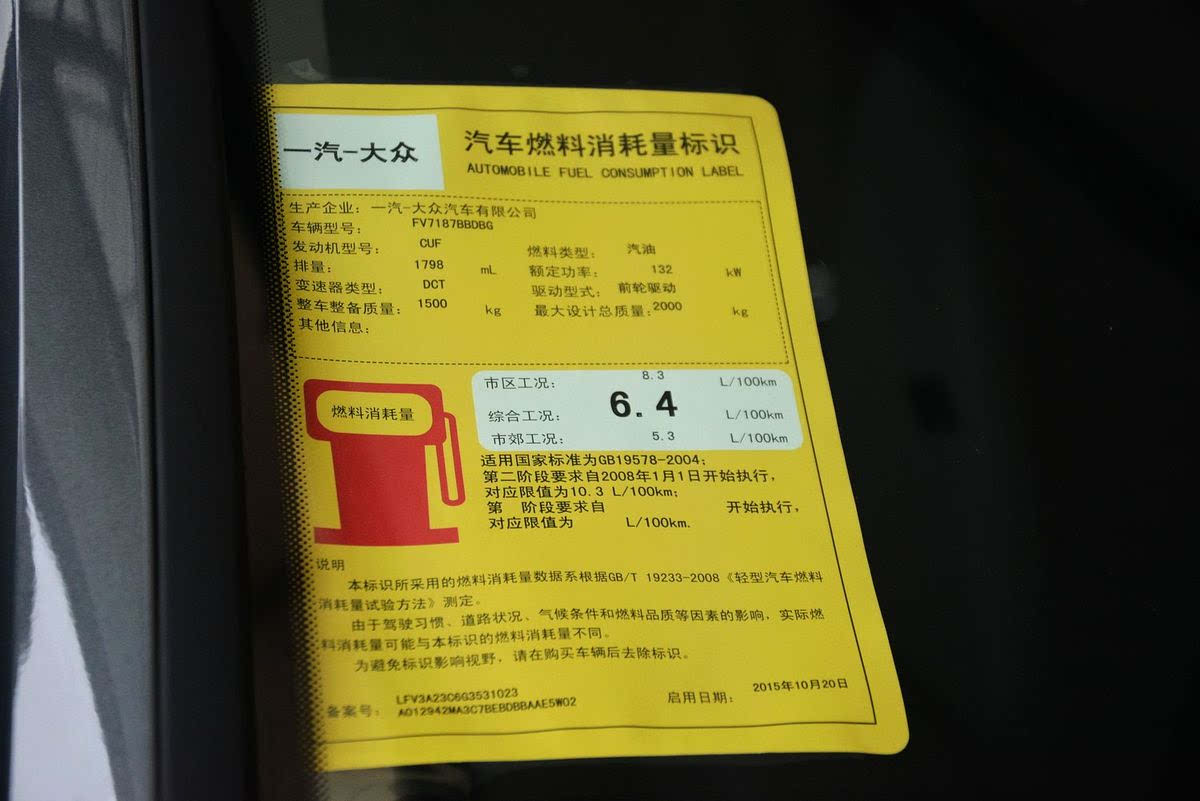 一汽-大众
汽车燃料消耗量标识
AUTOMOBILE FUEL CONSUMPTION LABEL
生产企业: 一汽-大众汽车有限公司
车辆型号: FV7187BBDBG
发动机型号: CUF 燃料类型: 汽油
排量: 1798 mL 额定功率: 132 kW
变速器类型: DCT 驱动型式: 前轮驱动
整车整备质量: 1500 kg 最大设计总质量: 2000 kg
其他信息:
燃料消耗量
市区工况: 8.3 L/100km
综合工况: 6.4 L/100km
市郊工况: 5.3 L/100km
适用国家标准为GB19578-2004;
第二阶段要求自2008年1月1日开始执行,
对应限值为10.3 L/100km;
第 阶段要求自 开始执行,
对应限值为 L/100km.
说明
本标识所采用的燃料消耗量数据系根据GB/T 19233-2008《轻型汽车燃料
消耗量试验方法》测定。
由于驾驶习惯、道路状况、气候条件和燃料品质等因素的影响, 实际燃
料消耗量可能与本标识的燃料消耗量不同。
为避免标识影响视野, 请在购买车辆后去除标识。
备案号: LFV3A23C6G3531023
A012942MA3C7BEBDBBAAE5W02
启用日期: 2015年10月20日